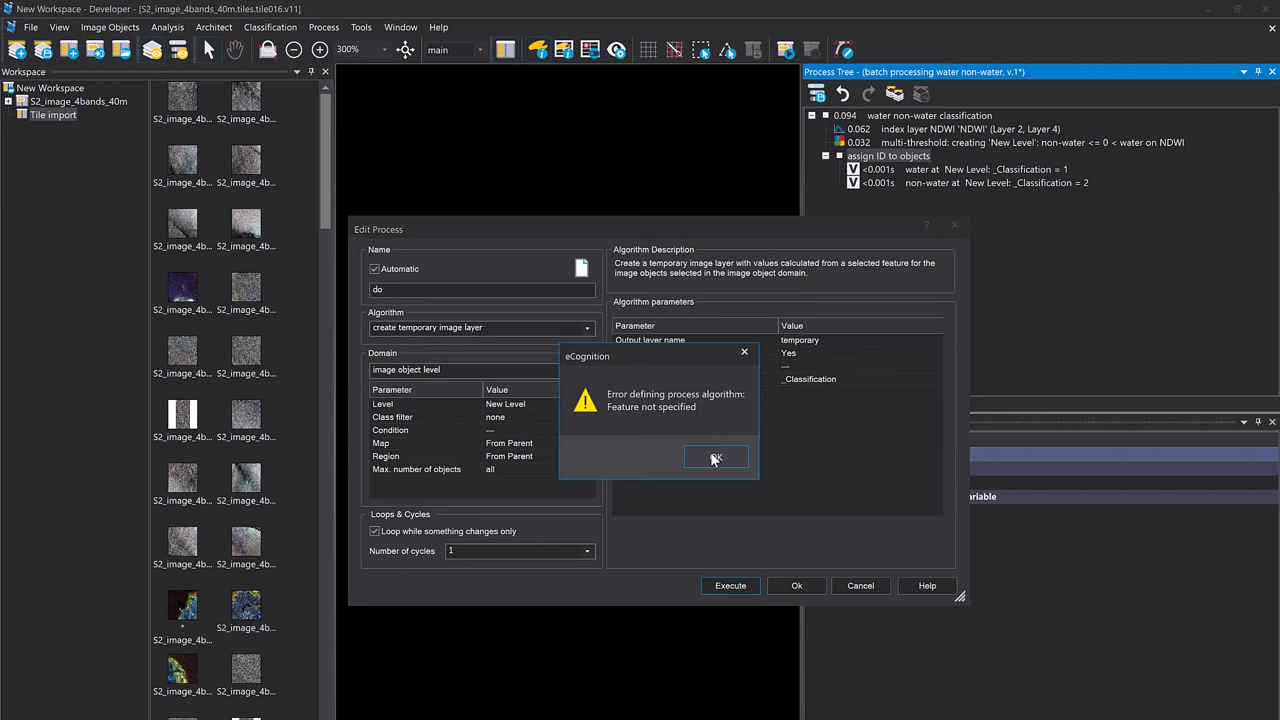 New Workspace - Developer - [S2_image_4bands_40m.tiles.tile016.v11]
File View Image Objects Analysis Architect Classification Process Tools Window Help
300% main
Workspace
New Workspace
S2_image_4bands_40m
Tile import
S2_image_4b... S2_image_4b...
S2_image_4b... S2_image_4b...
S2_image_4b... S2_image_4b...
S2_image_4b... S2_image_4b...
S2_image_4b... S2_image_4b...
S2_image_4b... S2_image_4b...
S2_image_4b... S2_image_4b...
S2_image_4b... S2_image_4b...
S2_image_4b... S2_image_4b...
S2_image_4b... S2_image_4b...
Process Tree - (batch processing water non-water, v.1*)
0.094 water non-water classification
0.062 index layer NDWI 'NDWI' (Layer 2, Layer 4)
0.032 multi-threshold: creating 'New Level': non-water <= 0 < water on NDWI
assign ID to objects
<0.001s water at New Level: _Classification = 1
<0.001s non-water at New Level: _Classification = 2
ariable
Edit Process
Name
Automatic
do
Algorithm
create temporary image layer
Domain
image object level
Parameter Value
Level New Level
Class filter none
Condition ---
Map From Parent
Region From Parent
Max. number of objects all
Loops & Cycles
Loop while something changes only
Number of cycles 1
Algorithm Description
Create a temporary image layer with values calculated from a selected feature for the
image objects selected in the image object domain.
Algorithm parameters
Parameter Value
Output layer name temporary
Yes
---
_Classification
Execute Ok Cancel Help
eCognition
Error defining process algorithm:
Feature not specified
OK